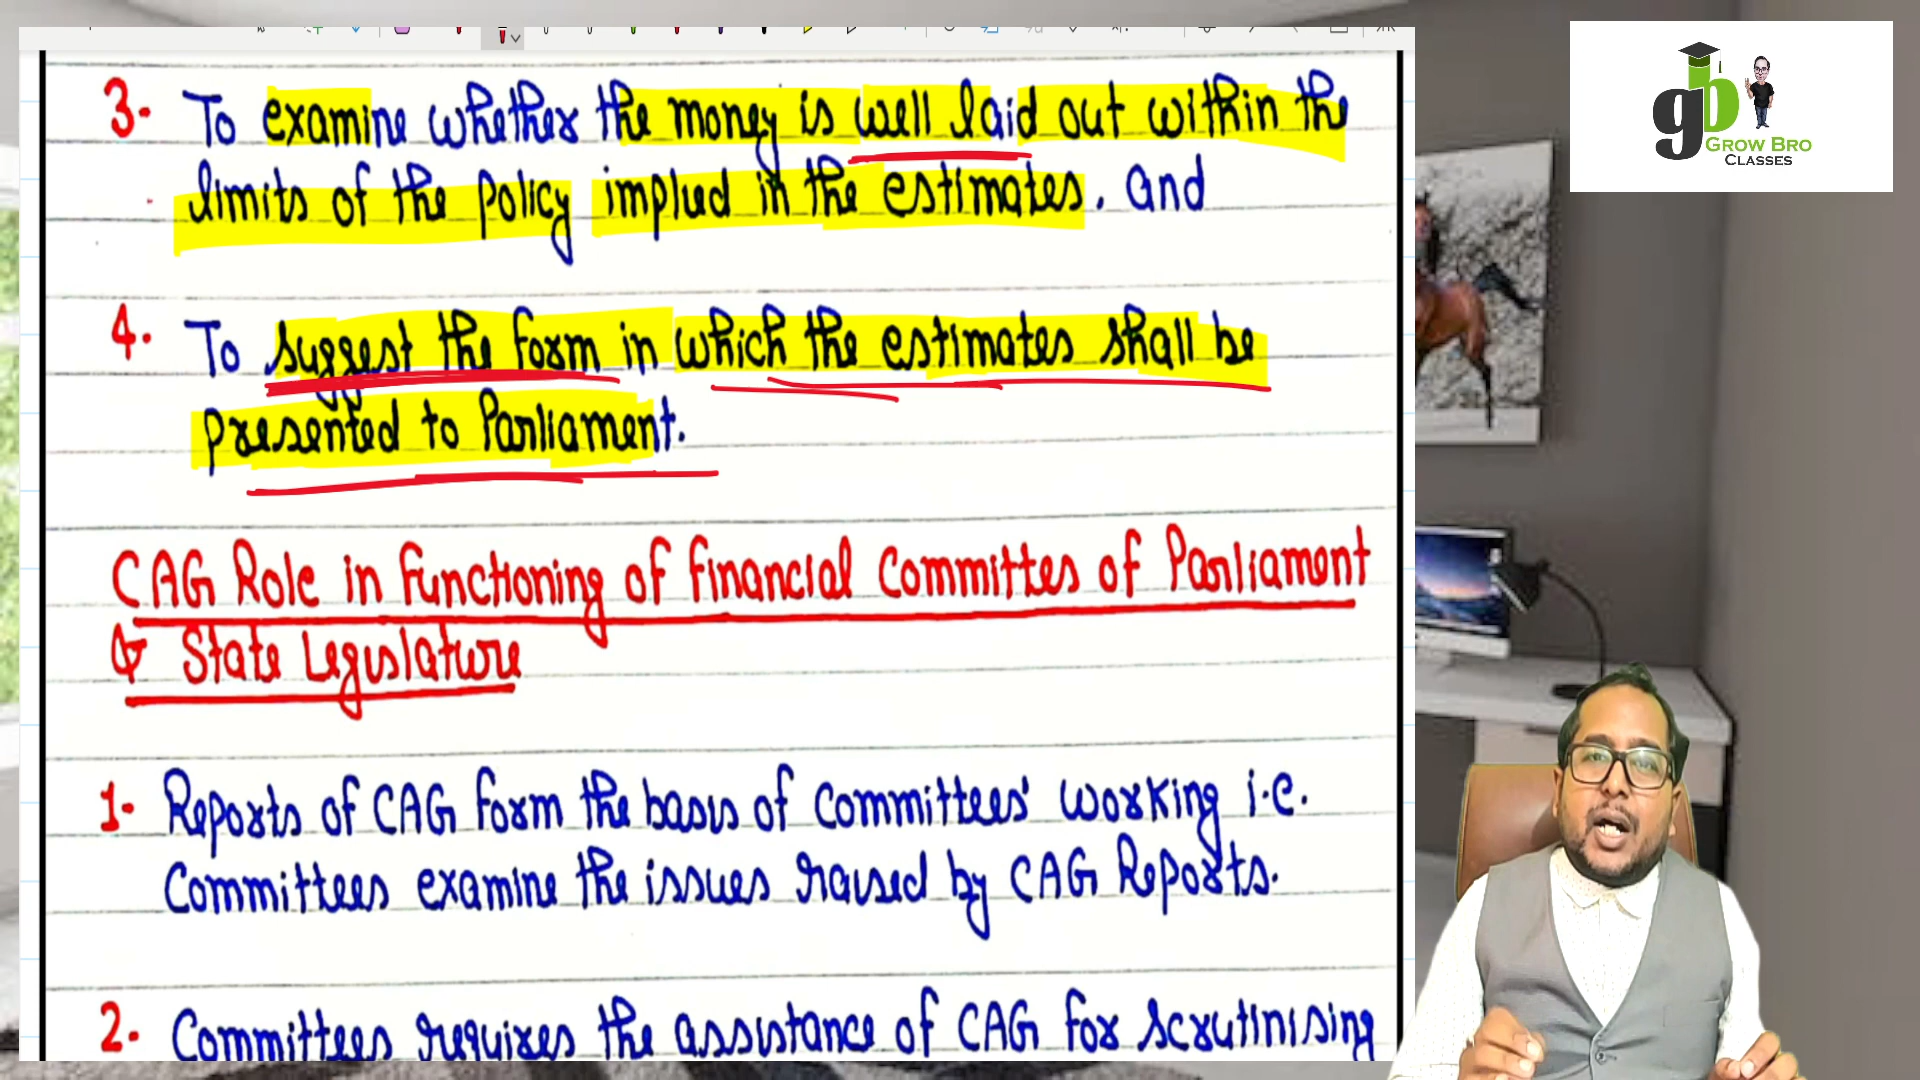 3- To examine whether the money is well laid out within the
limits of the policy implied in the estimates. and
4. To suggest the form in which the estimates shall be
presented to Parliament.
CAG Role in functioning of financial Committes of Parliament
& State Legislature
1- Reports of CAG form the basis of Committees' working i.e.
Committees examine the issues raised by CAG Reports.
2- Committees requires the assistance of CAG for scrutinising
gb
GROW BRO
CLASSES